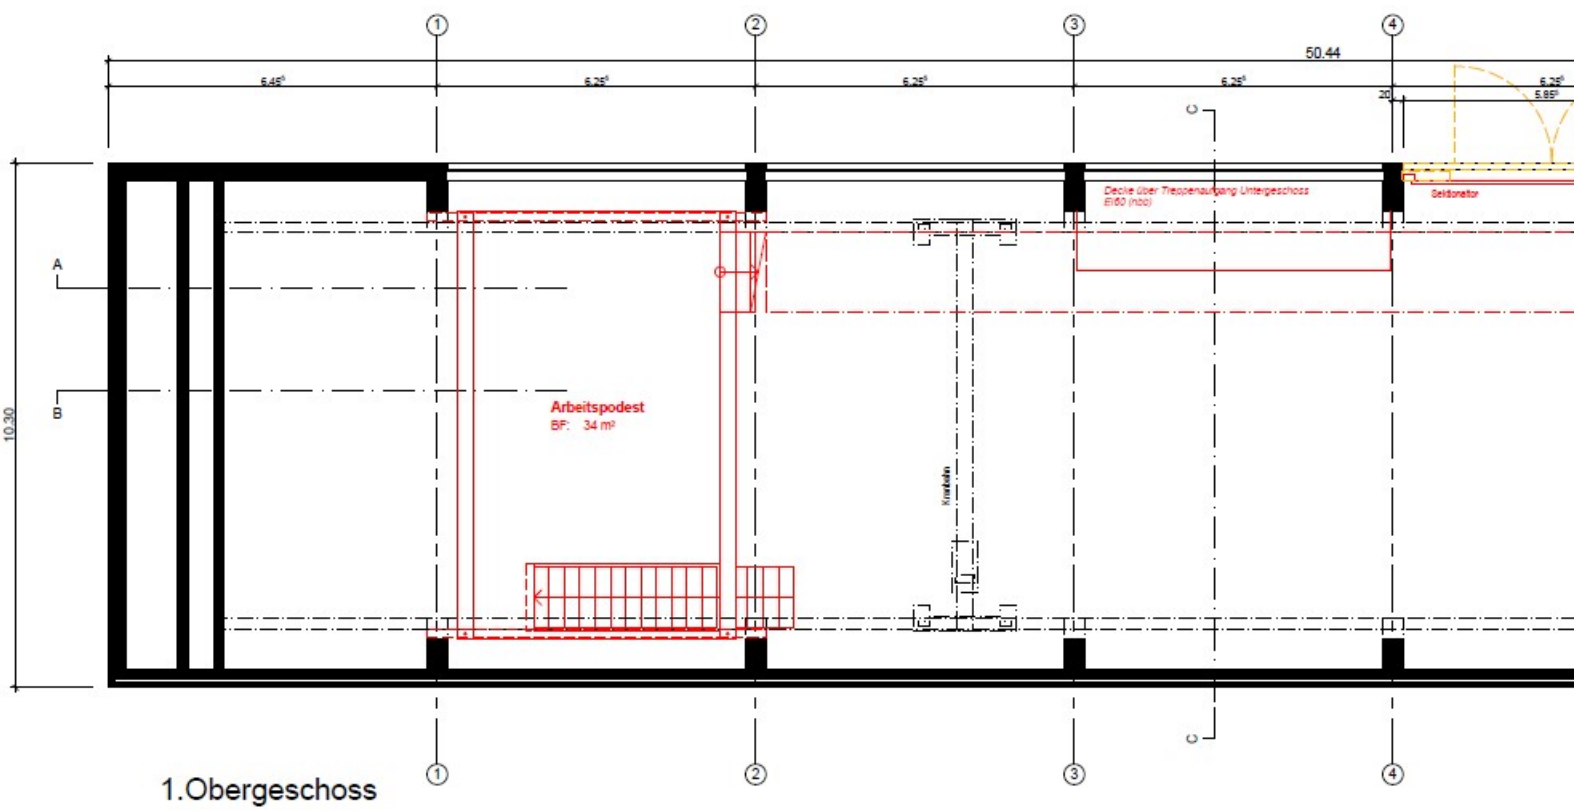 1 2 3 4
50.44
6.45⁵ 6.25⁵ 6.25⁵ 6.25⁵ 6.25⁵
20 5.85⁵
C
Decke über Treppenaufgang Untergeschoss
EI60 (nbb)
Sektionaltor
A
B
10.30
Arbeitspodest
BF: 34 m²
Kranbahn
C
1 2 3 4
1.Obergeschoss